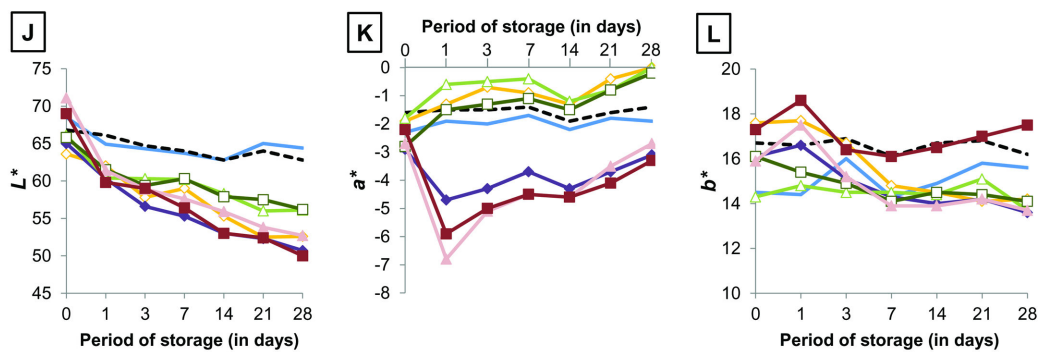 J
75
70
65
60
55
50
45
L*
0 1 3 7 14 21 28
Period of storage (in days)
K
Period of storage (in days)
0 1 3 7 14 21 28
0
-1
-2
-3
-4
-5
-6
-7
-8
a*
L
20
18
16
14
12
10
b*
0 1 3 7 14 21 28
Period of storage (in days)